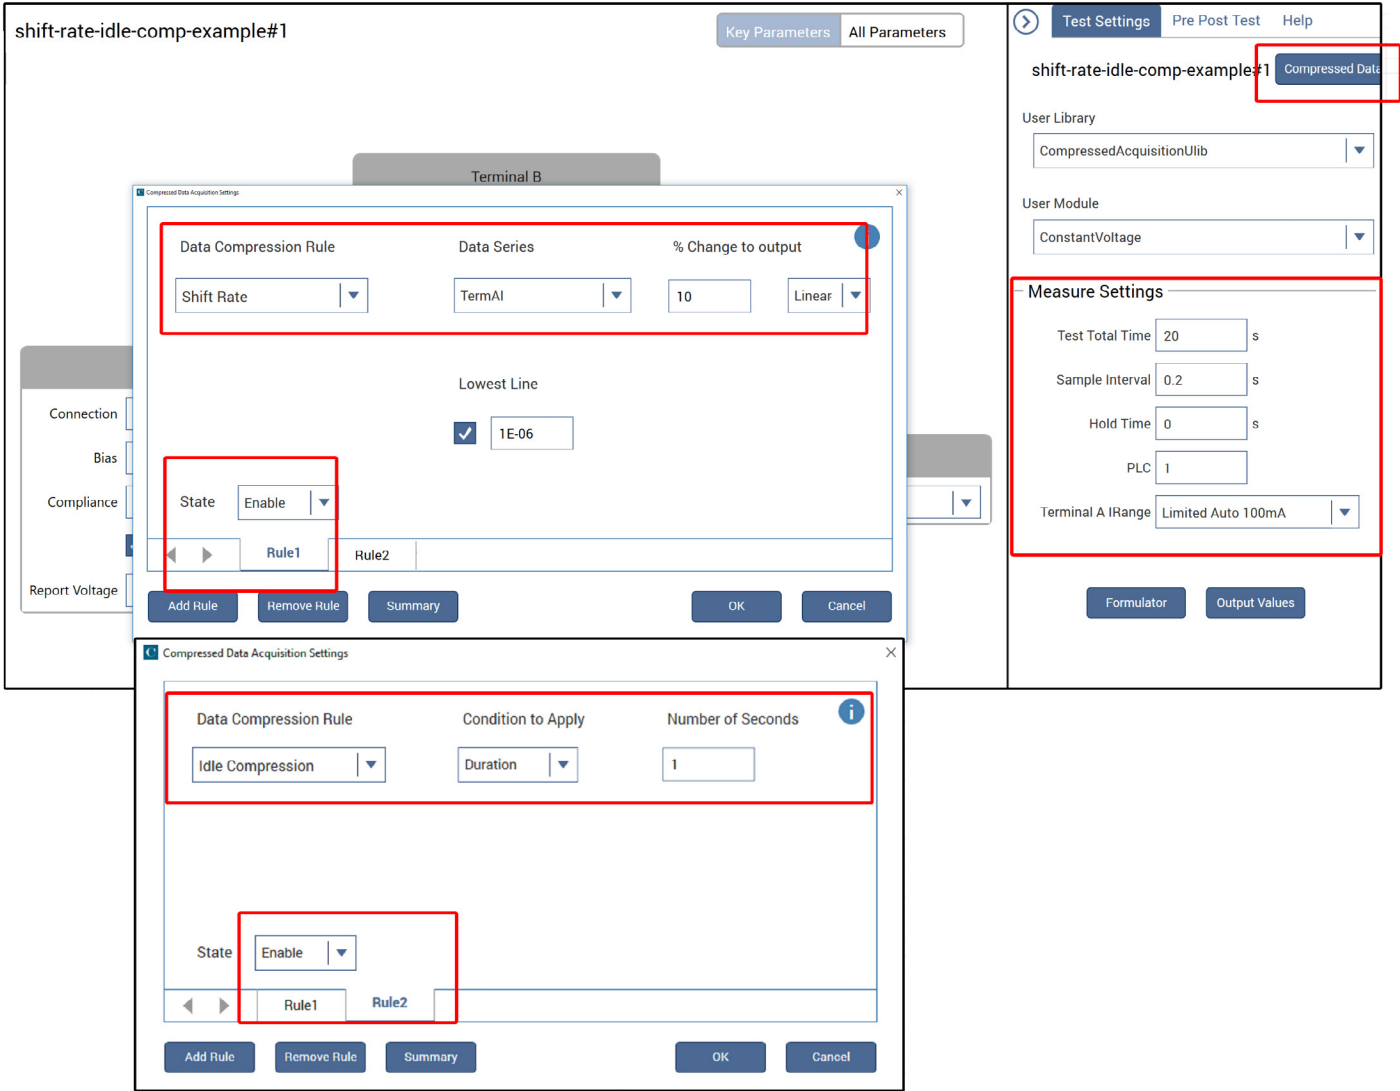 shift-rate-idle-comp-example#1
Key Parameters
All Parameters
Terminal B
Connection
Bias
Compliance
Report Voltage
Compressed Data Acquisition Settings
Data Compression Rule
Data Series
% Change to output
Shift Rate
TermAI
10
Linear
Lowest Line
1E-06
State
Enable
Rule1
Rule2
Add Rule
Remove Rule
Summary
OK
Cancel
Test Settings
Pre Post Test
Help
shift-rate-idle-comp-example#1
Compressed Data
User Library
CompressedAcquisitionUlib
User Module
ConstantVoltage
Measure Settings
Test Total Time 20 s
Sample Interval 0.2 s
Hold Time 0 s
PLC 1
Terminal A IRange Limited Auto 100mA
Formulator
Output Values
Compressed Data Acquisition Settings
Data Compression Rule
Condition to Apply
Number of Seconds
i
Idle Compression
Duration
1
State
Enable
Rule1
Rule2
Add Rule
Remove Rule
Summary
OK
Cancel